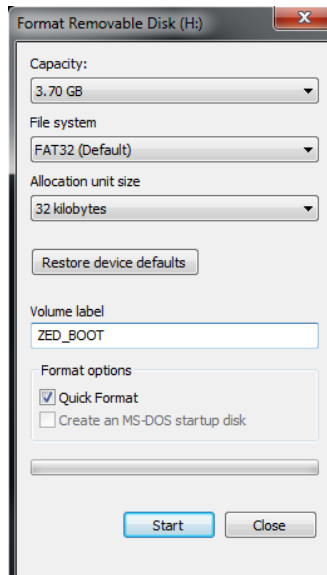 Format Removable Disk (H:)
Capacity:
3.70 GB
File system
FAT32 (Default)
Allocation unit size
32 kilobytes
Restore device defaults
Volume label
ZED_BOOT
Format options
Quick Format
Create an MS-DOS startup disk
Start Close